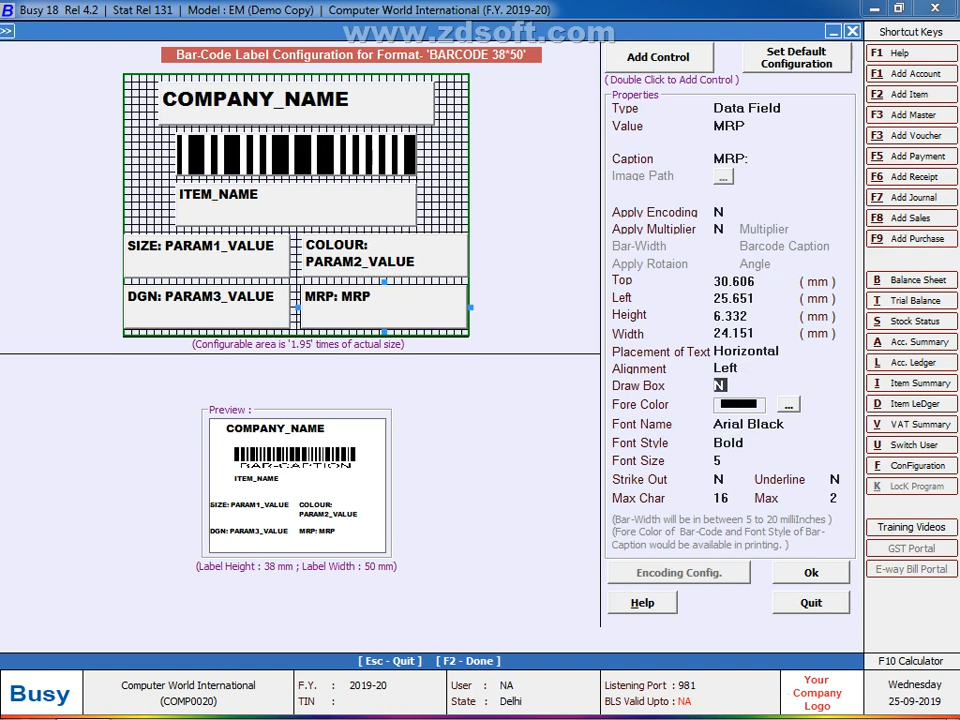 Busy 18 Rel 4.2 | Stat Rel 131 | Model : EM (Demo Copy) | Computer World International (F.Y. 2019-20)
www.zdsoft.com
>>
Bar-Code Label Configuration for Format- 'BARCODE 38*50'
COMPANY_NAME
ITEM_NAME
SIZE: PARAM1_VALUE
COLOUR:
PARAM2_VALUE
DGN: PARAM3_VALUE
MRP: MRP
(Configurable area is '1.95' times of actual size)
Preview :
COMPANY_NAME
BAR-CAPTION
ITEM_NAME
SIZE: PARAM1_VALUE
COLOUR:
PARAM2_VALUE
DGN: PARAM3_VALUE
MRP: MRP
(Label Height : 38 mm ; Label Width : 50 mm)
Add Control
Set Default
Configuration
( Double Click to Add Control )
Properties
Type Data Field
Value MRP
Caption MRP:
Image Path ...
Apply Encoding N
Apply Multiplier N Multiplier
Bar-Width Barcode Caption
Apply Rotaion Angle
Top 30.606 ( mm )
Left 25.651 ( mm )
Height 6.332 ( mm )
Width 24.151 ( mm )
Placement of Text Horizontal
Alignment Left
Draw Box N
Fore Color ...
Font Name Arial Black
Font Style Bold
Font Size 5
Strike Out N Underline N
Max Char 16 Max 2
(Bar-Width will be in between 5 to 20 milliInches )
(Fore Color of Bar-Code and Font Style of Bar-
Caption would be available in printing. )
Encoding Config.
Ok
Help
Quit
Shortcut Keys
F1 Help
F1 Add Account
F2 Add Item
F3 Add Master
F3 Add Voucher
F5 Add Payment
F6 Add Receipt
F7 Add Journal
F8 Add Sales
F9 Add Purchase
B Balance Sheet
T Trial Balance
S Stock Status
A Acc. Summary
L Acc. Ledger
I Item Summary
D Item LeDger
V VAT Summary
U Switch User
F ConFiguration
K LocK Program
Training Videos
GST Portal
E-way Bill Portal
[ Esc - Quit ] [ F2 - Done ]
F10 Calculator
Busy
Computer World International
(COMP0020)
F.Y. : 2019-20
TIN :
User : NA
State : Delhi
Listening Port : 981
BLS Valid Upto : NA
Your
Company
Logo
Wednesday
25-09-2019